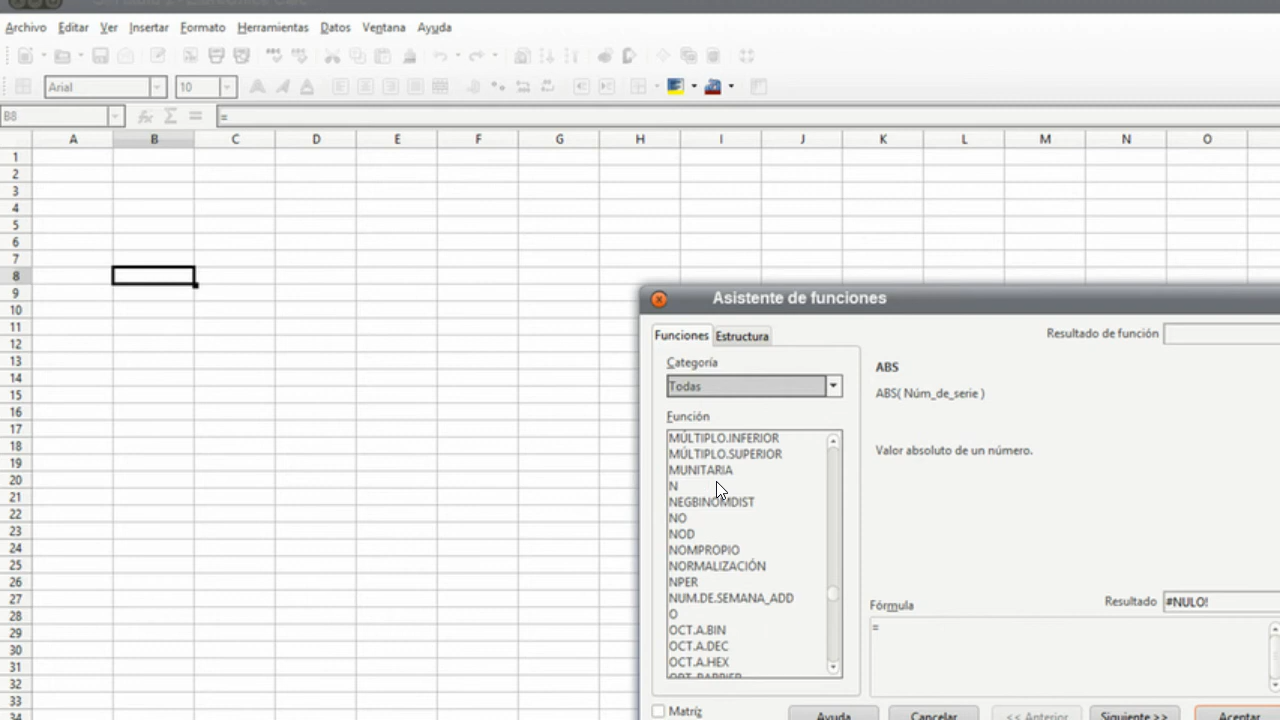 Archivo Editar Ver Insertar Formato Herramientas Datos Ventana Ayuda
Arial 10
B8 =
A B C D E F G H I J K L M N O
1
2
3
4
5
6
7
8
9
10
11
12
13
14
15
16
17
18
19
20
21
22
23
24
25
26
27
28
29
30
31
32
33
34
Asistente de funciones
Funciones Estructura
Resultado de función
Categoría
Todas
ABS
ABS( Núm_de_serie )
Función
Valor absoluto de un número.
MÚLTIPLO.INFERIOR
MÚLTIPLO.SUPERIOR
MUNITARIA
N
NEGBINOMDIST
NO
NOD
NOMPROPIO
NORMALIZACIÓN
NPER
NUM.DE.SEMANA_ADD
O
OCT.A.BIN
OCT.A.DEC
OCT.A.HEX
Fórmula
Resultado #NULO!
=
Matriz
Ayuda Cancelar << Anterior Siguiente >> Aceptar